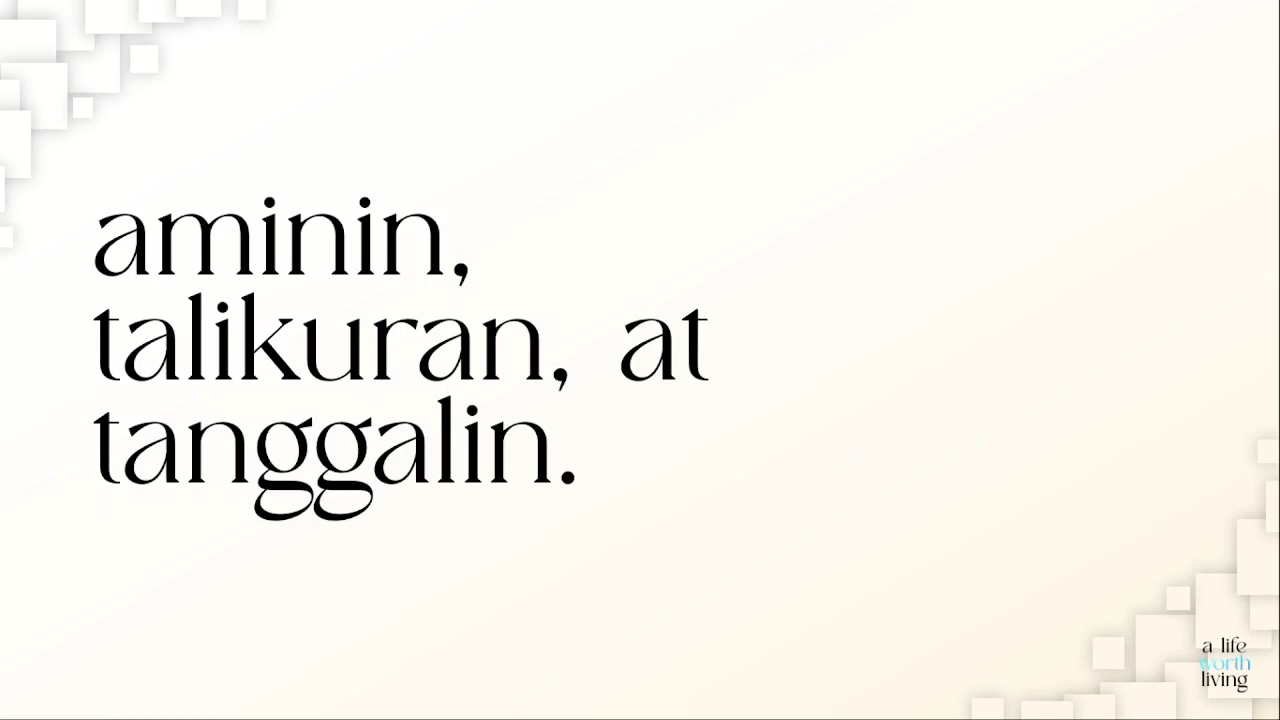 aminin,
talikuran, at
tanggalin.
a life
worth
living